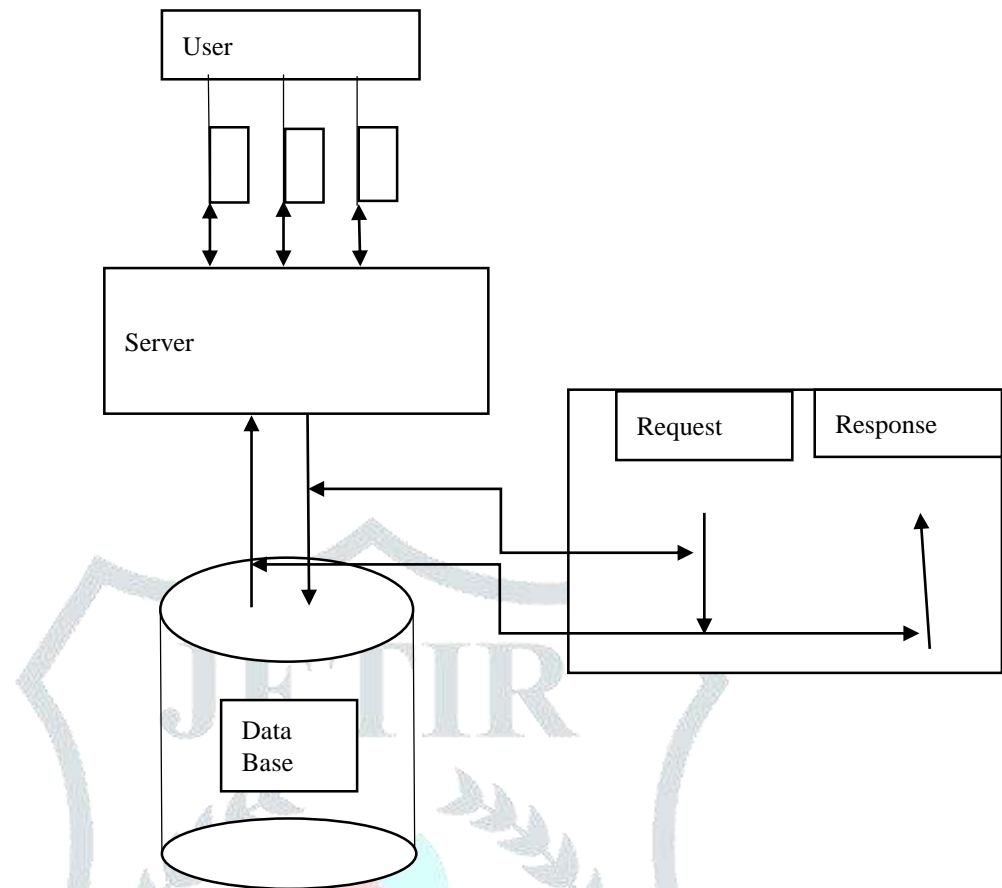 User
Server
Request
Response
JETIR
Data
Base